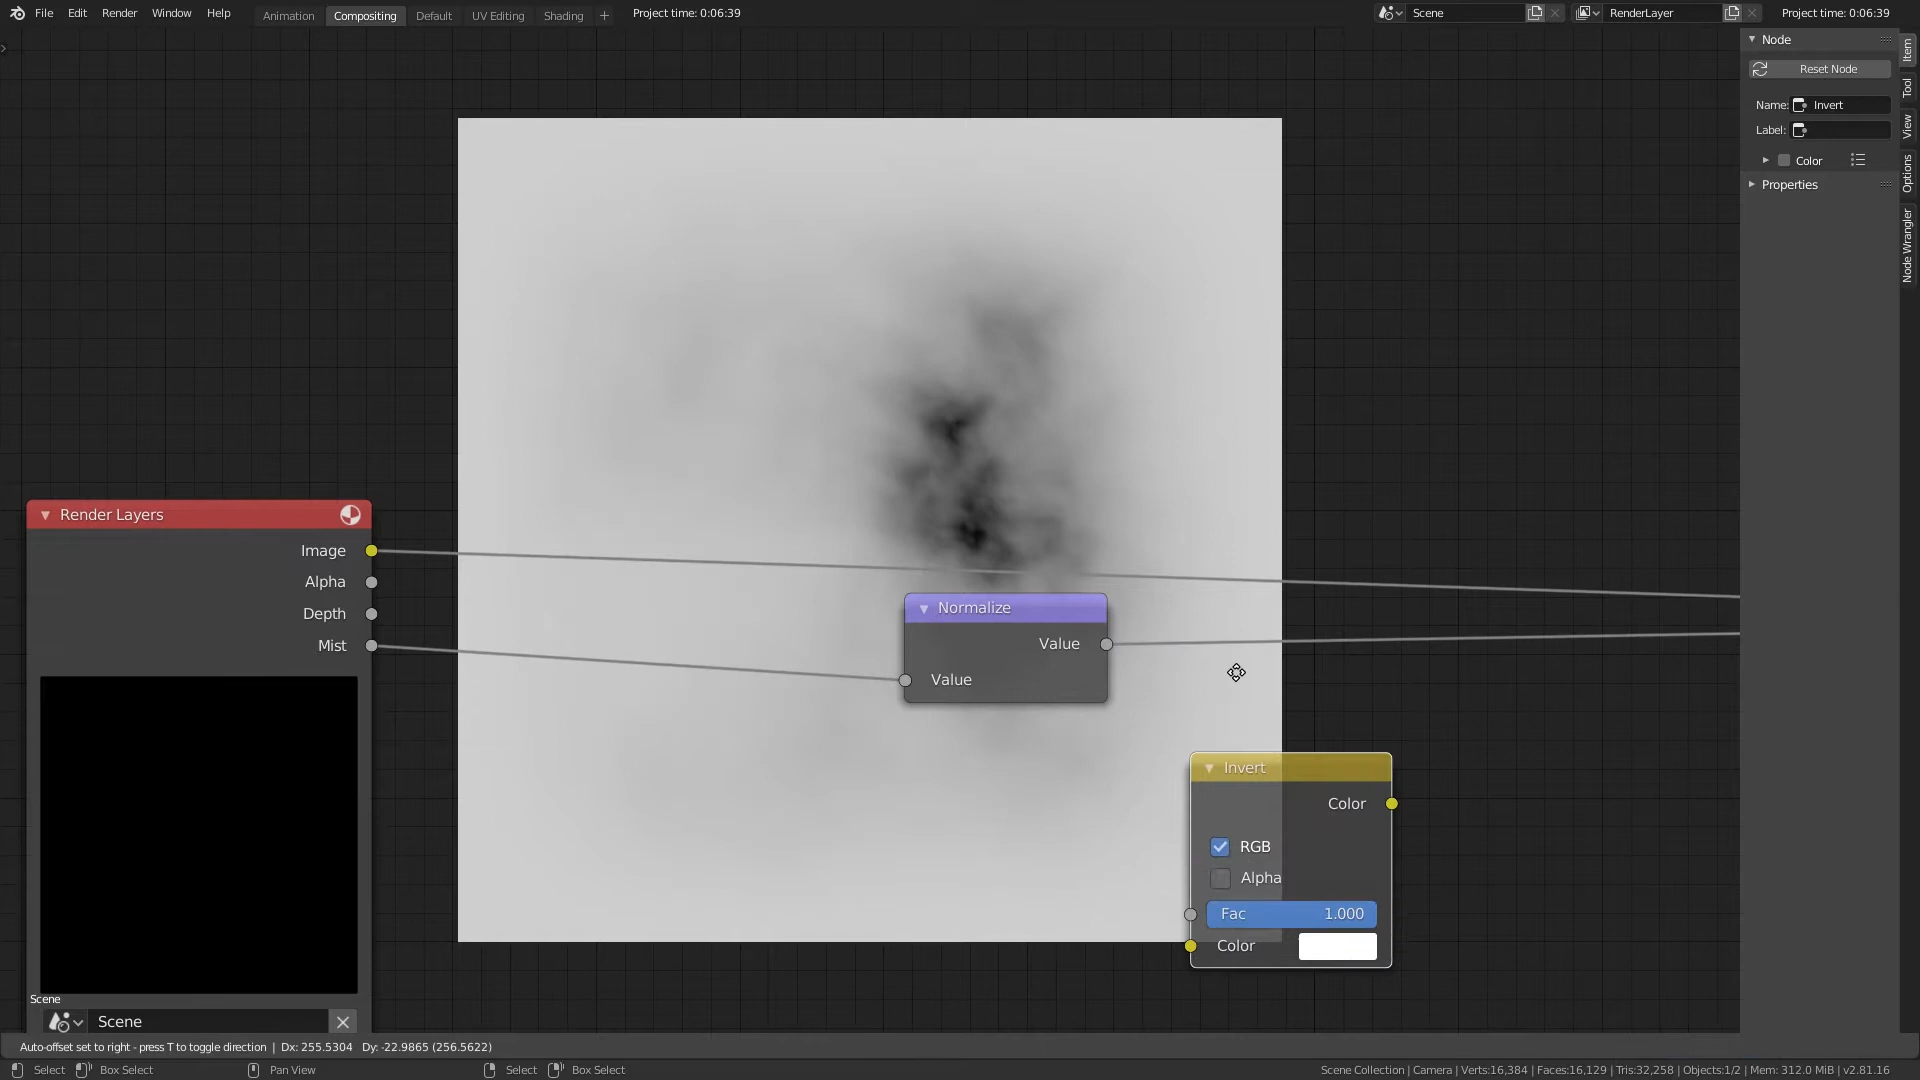 File Edit Render Window Help Animation Compositing Default UV Editing Shading + Project time: 0:06:39 Scene RenderLayer Project time: 0:06:39
Node
Reset Node
Name: Invert
Label:
Color
Properties
Item
Tool
View
Options
Node Wrangler
Render Layers
Image
Alpha
Depth
Mist
Scene
Scene
Normalize
Value
Value
Invert
Color
RGB
Alpha
Fac 1.000
Color
Auto-offset set to right - press T to toggle direction | Dx: 255.5304 Dy: -22.9865 (256.5622)
Select Box Select Pan View Select Box Select Scene Collection | Camera | Verts:16,384 | Faces:16,129 | Tris:32,258 | Objects:1/2 | Mem: 312.0 MiB | v2.81.16